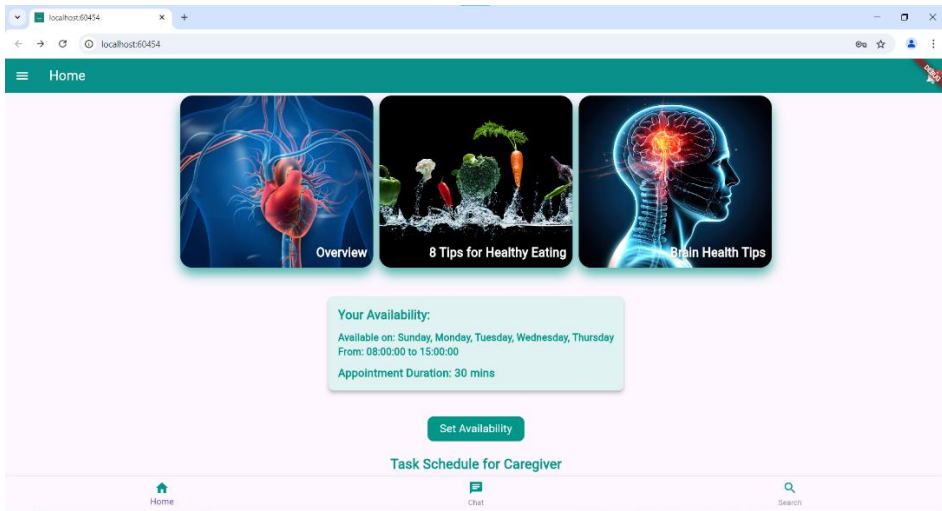 localhost:60454
localhost:60454
Home
DEBUG
Overview
8 Tips for Healthy Eating
Brain Health Tips
Your Availability:
Available on: Sunday, Monday, Tuesday, Wednesday, Thursday
From: 08:00:00 to 15:00:00
Appointment Duration: 30 mins
Set Availability
Task Schedule for Caregiver
Home
Chat
Search